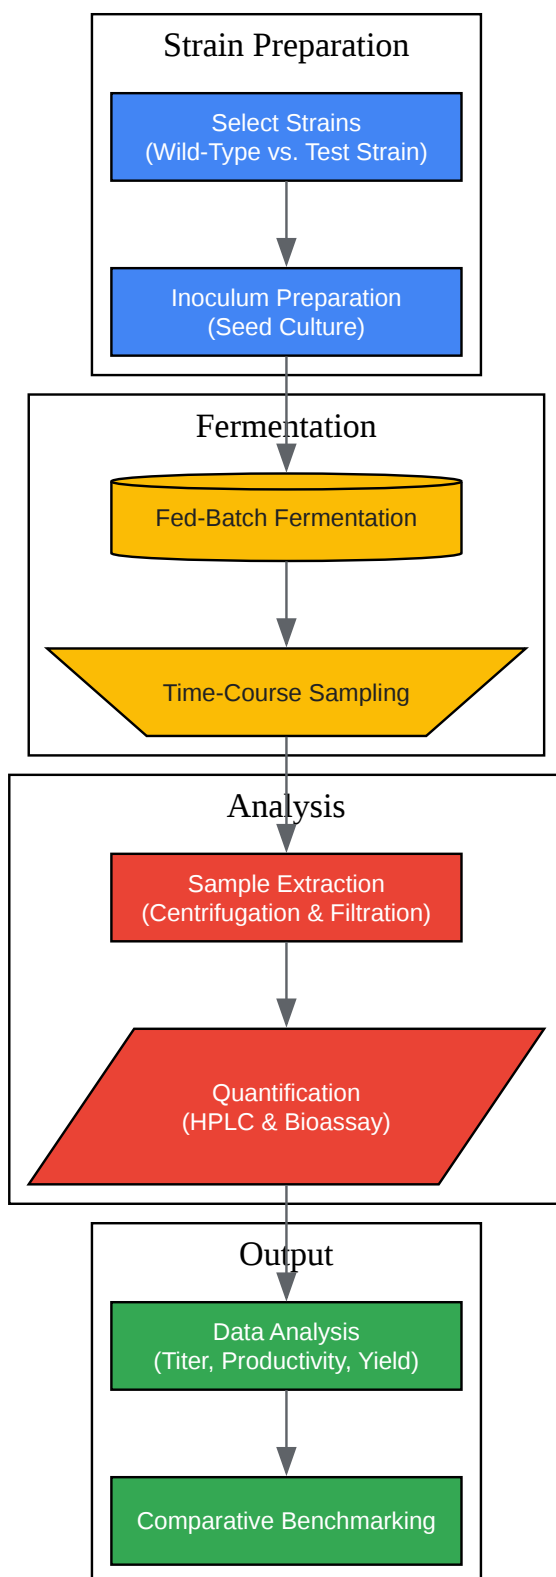 Strain Preparation
Select Strains
(Wild-Type vs. Test Strain)
Inoculum Preparation
(Seed Culture)
Fermentation
Fed-Batch Fermentation
Time-Course Sampling
Analysis
Sample Extraction
(Centrifugation & Filtration)
Quantification
(HPLC & Bioassay)
Output
Data Analysis
(Titer, Productivity, Yield)
Comparative Benchmarking